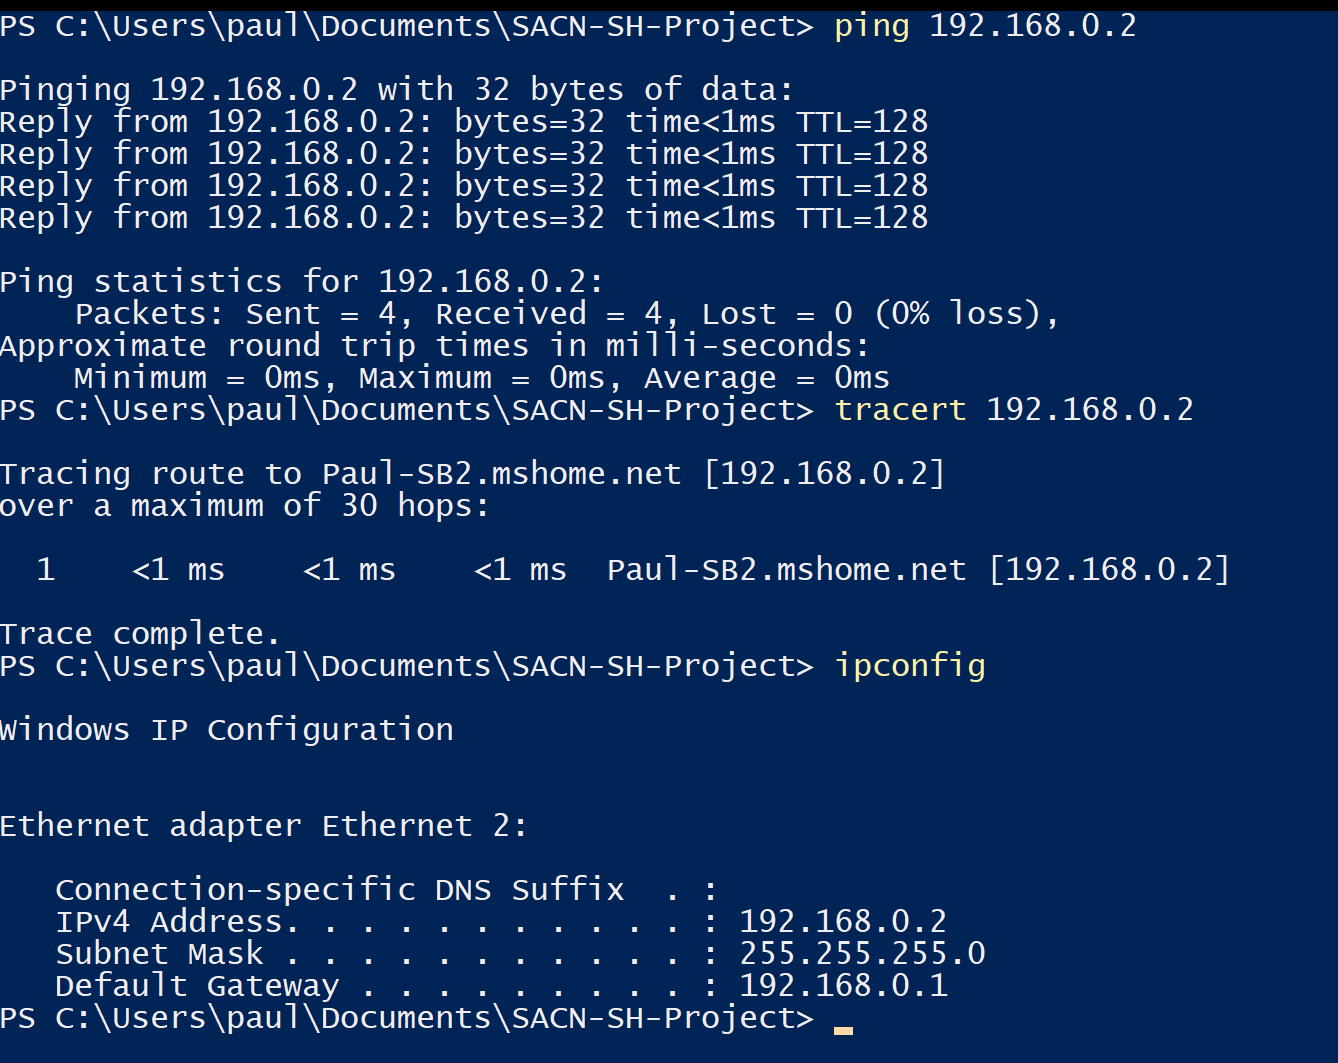 PS C:\Users\paul\Documents\SACN-SH-Project> ping 192.168.0.2
Pinging 192.168.0.2 with 32 bytes of data:
Reply from 192.168.0.2: bytes=32 time<1ms TTL=128
Reply from 192.168.0.2: bytes=32 time<1ms TTL=128
Reply from 192.168.0.2: bytes=32 time<1ms TTL=128
Reply from 192.168.0.2: bytes=32 time<1ms TTL=128
Ping statistics for 192.168.0.2:
    Packets: Sent = 4, Received = 4, Lost = 0 (0% loss),
Approximate round trip times in milli-seconds:
    Minimum = 0ms, Maximum = 0ms, Average = 0ms
PS C:\Users\paul\Documents\SACN-SH-Project> tracert 192.168.0.2
Tracing route to Paul-SB2.mshome.net [192.168.0.2]
over a maximum of 30 hops:
  1    <1 ms    <1 ms    <1 ms  Paul-SB2.mshome.net [192.168.0.2]
Trace complete.
PS C:\Users\paul\Documents\SACN-SH-Project> ipconfig
Windows IP Configuration
Ethernet adapter Ethernet 2:
   Connection-specific DNS Suffix  . :
   IPv4 Address. . . . . . . . . . . : 192.168.0.2
   Subnet Mask . . . . . . . . . . . : 255.255.255.0
   Default Gateway . . . . . . . . . : 192.168.0.1
PS C:\Users\paul\Documents\SACN-SH-Project> _